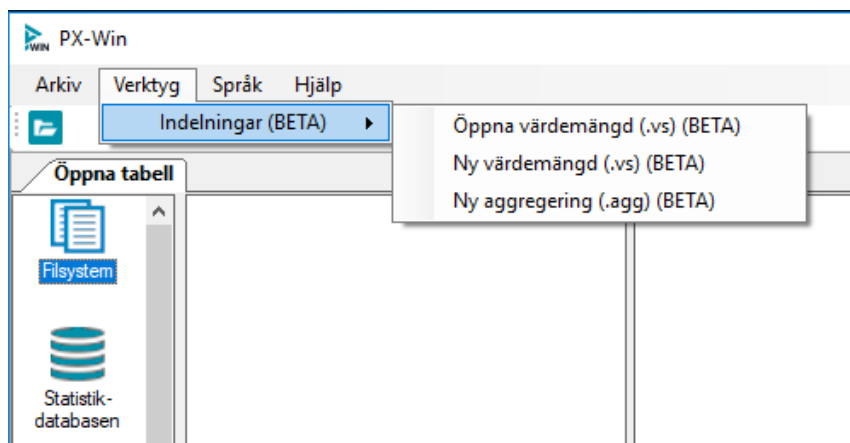 WIN PX-Win
Arkiv Verktyg Språk Hjälp
Indelningar (BETA)
Öppna värdemängd (.vs) (BETA)
Ny värdemängd (.vs) (BETA)
Ny aggregering (.agg) (BETA)
Öppna tabell
Filsystem
Statistik-
databasen